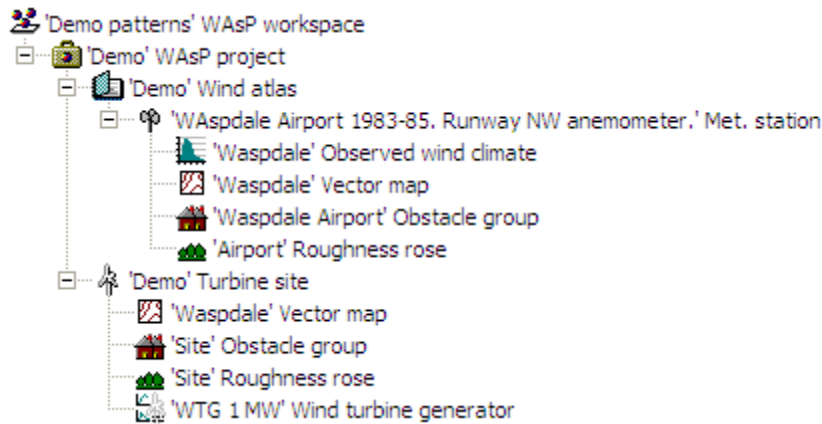 'Demo patterns' WAsP workspace
'Demo' WAsP project
'Demo' Wind atlas
'WAspdale Airport 1983-85. Runway NW anemometer.' Met. station
'Waspdale' Observed wind climate
'Waspdale' Vector map
'Waspdale Airport' Obstacle group
'Airport' Roughness rose
'Demo' Turbine site
'Waspdale' Vector map
'Site' Obstacle group
'Site' Roughness rose
'WTG 1 MW' Wind turbine generator